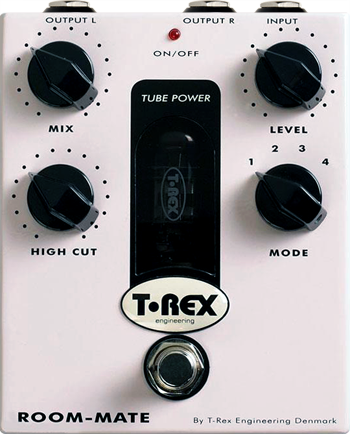 OUTPUT L
OUTPUT R
INPUT
ON/OFF
TUBE POWER
MIX
LEVEL
1 2 3 4
HIGH CUT
MODE
T-REX
T•REX
engineering
ROOM-MATE
By T-Rex Engineering Denmark